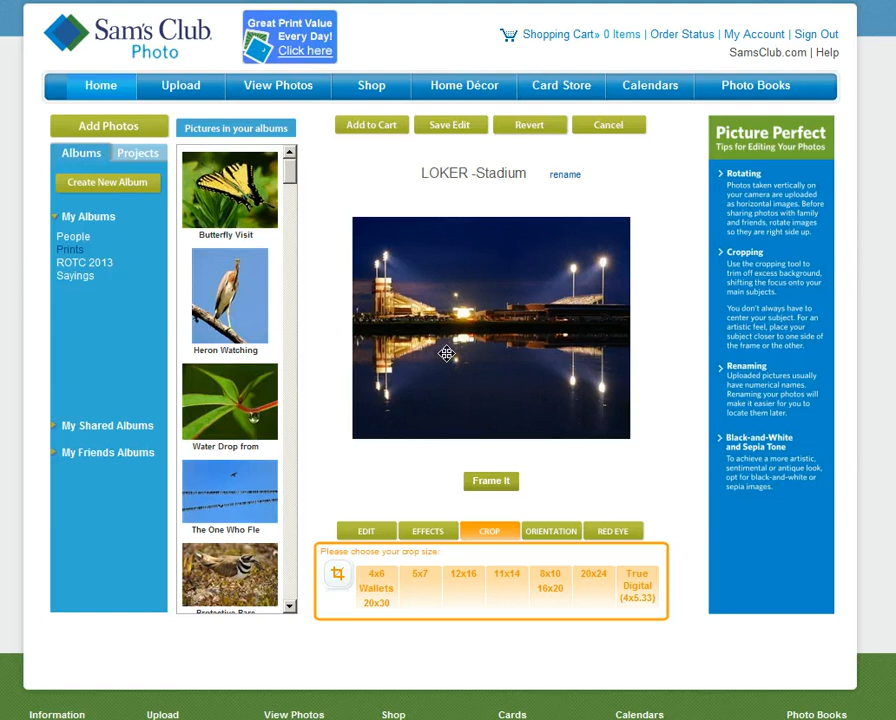 Sam's Club.
Photo
Great Print Value
Every Day!
Click here
Shopping Cart» 0 Items | Order Status | My Account | Sign Out
SamsClub.com | Help
Home Upload View Photos Shop Home Décor Card Store Calendars Photo Books
Add Photos
Albums Projects
Create New Album
My Albums
People
Prints
ROTC 2013
Sayings
My Shared Albums
My Friends Albums
Pictures in your albums
Butterfly Visit
Heron Watching
Water Drop from
The One Who Fle
Protective Pare
Add to Cart Save Edit Revert Cancel
LOKER -Stadium rename
Frame It
EDIT EFFECTS CROP ORIENTATION RED EYE
Please choose your crop size:
4x6 5x7 12x16 11x14 8x10 20x24 True
Wallets 16x20 Digital
20x30 (4x5.33)
Picture Perfect
Tips for Editing Your Photos
Rotating
Photos taken vertically on
your camera are uploaded
as horizontal images. Before
sharing photos with family
and friends, rotate images
so they are right side up.
Cropping
Use the cropping tool to
trim off excess background,
shifting the focus onto your
main subjects.
You don't always have to
center your subject. For an
artistic feel, place your
subject closer to one side of
the frame or the other.
Renaming
Uploaded pictures usually
have numerical names.
Renaming your photos will
make it easier for you to
locate them later.
Black-and-White
and Sepia Tone
To achieve a more artistic,
sentimental or antique look,
opt for black-and-white or
sepia images.
Information Upload View Photos Shop Cards Calendars Photo Books